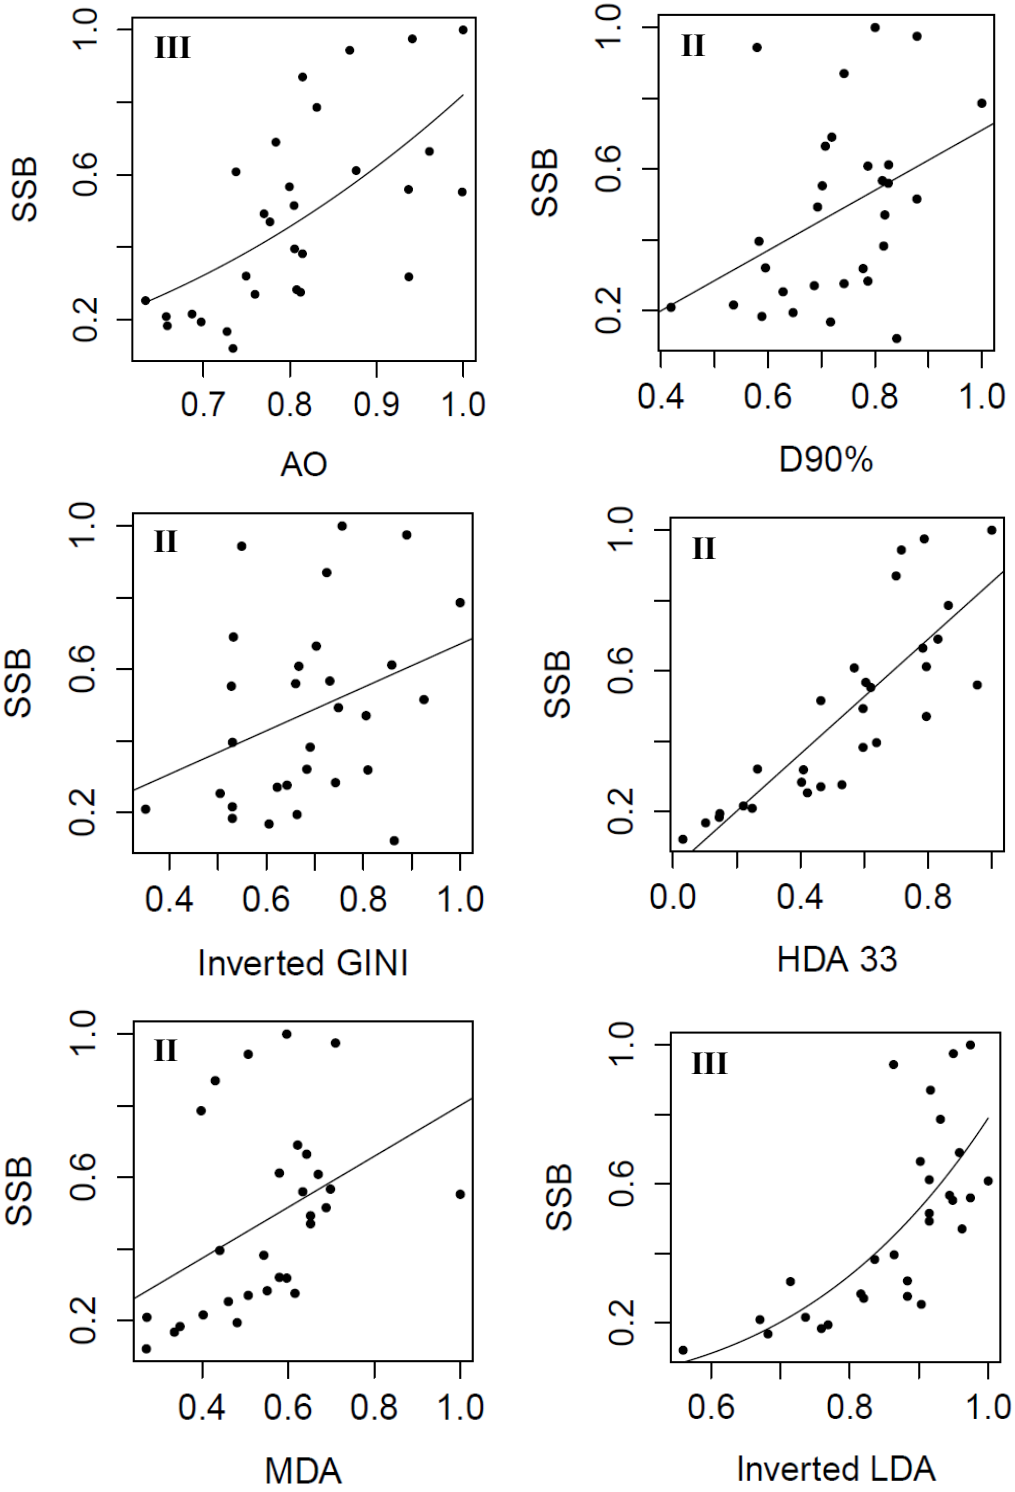 III
SSB
0.2 0.6 1.0
0.7 0.8 0.9 1.0
AO
II
SSB
0.2 0.6 1.0
0.4 0.6 0.8 1.0
D90%
II
SSB
0.2 0.6 1.0
0.4 0.6 0.8 1.0
Inverted GINI
II
SSB
0.2 0.6 1.0
0.0 0.4 0.8
HDA 33
II
SSB
0.2 0.6 1.0
0.4 0.6 0.8 1.0
MDA
III
SSB
0.2 0.6 1.0
0.6 0.8 1.0
Inverted LDA